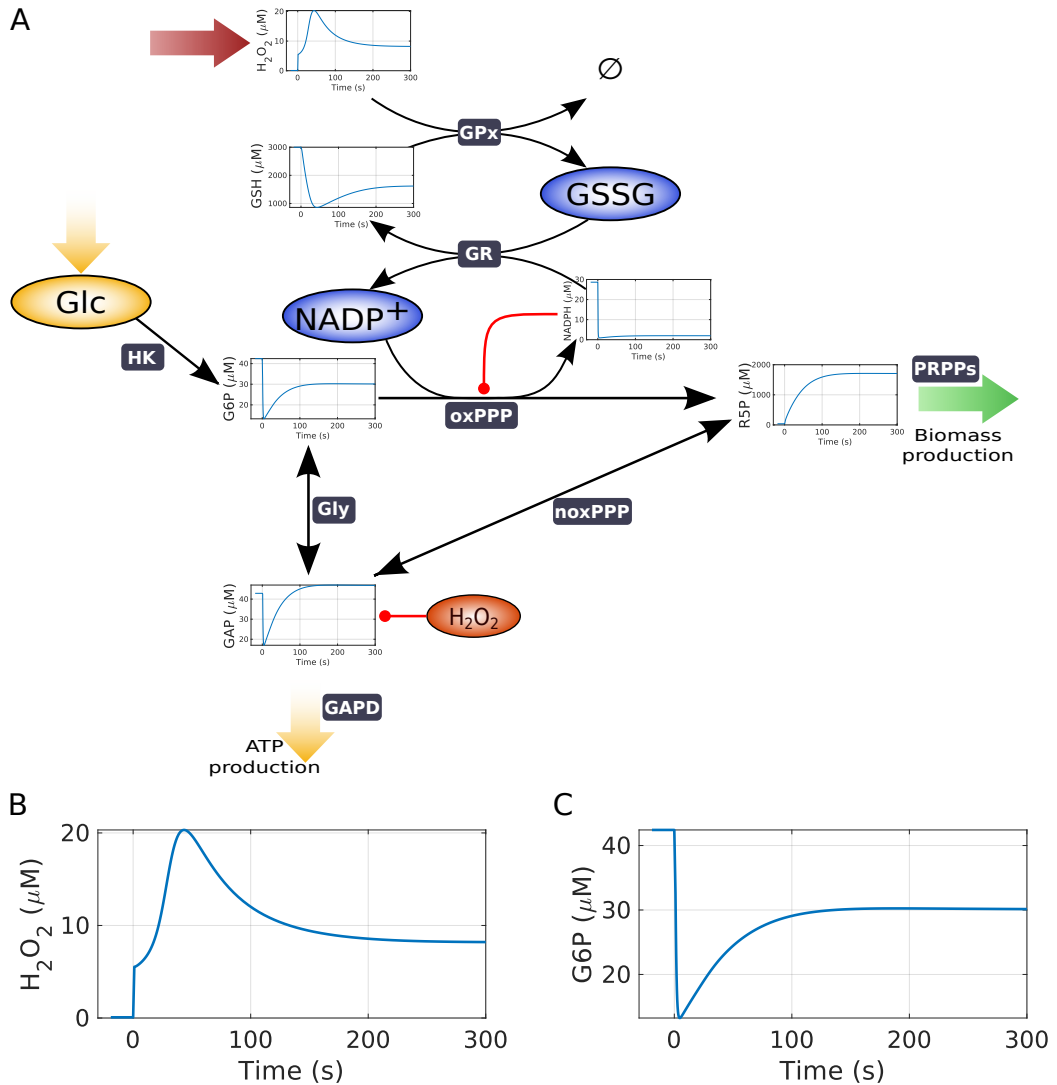 A
H₂O₂ (μM)
20
10
0
0 100 200 300
Time (s)
∅
GPx
GSH (μM)
3000
2000
1000
0 100 200 300
Time (s)
GSSG
GR
Glc
NADP⁺
NADPH (μM)
30
20
10
0
0 100 200 300
Time (s)
HK
G6P (μM)
40
30
20
0 100 200 300
Time (s)
oxPPP
R5P (μM)
2000
1000
0
0 100 200 300
Time (s)
PRPPs
Biomass
production
Gly
noxPPP
GAP (μM)
40
30
20
0 100 200 300
Time (s)
H₂O₂
GAPD
ATP
production
B
H₂O₂ (μM)
20
10
0
0 100 200 300
Time (s)
C
G6P (μM)
40
30
20
0 100 200 300
Time (s)